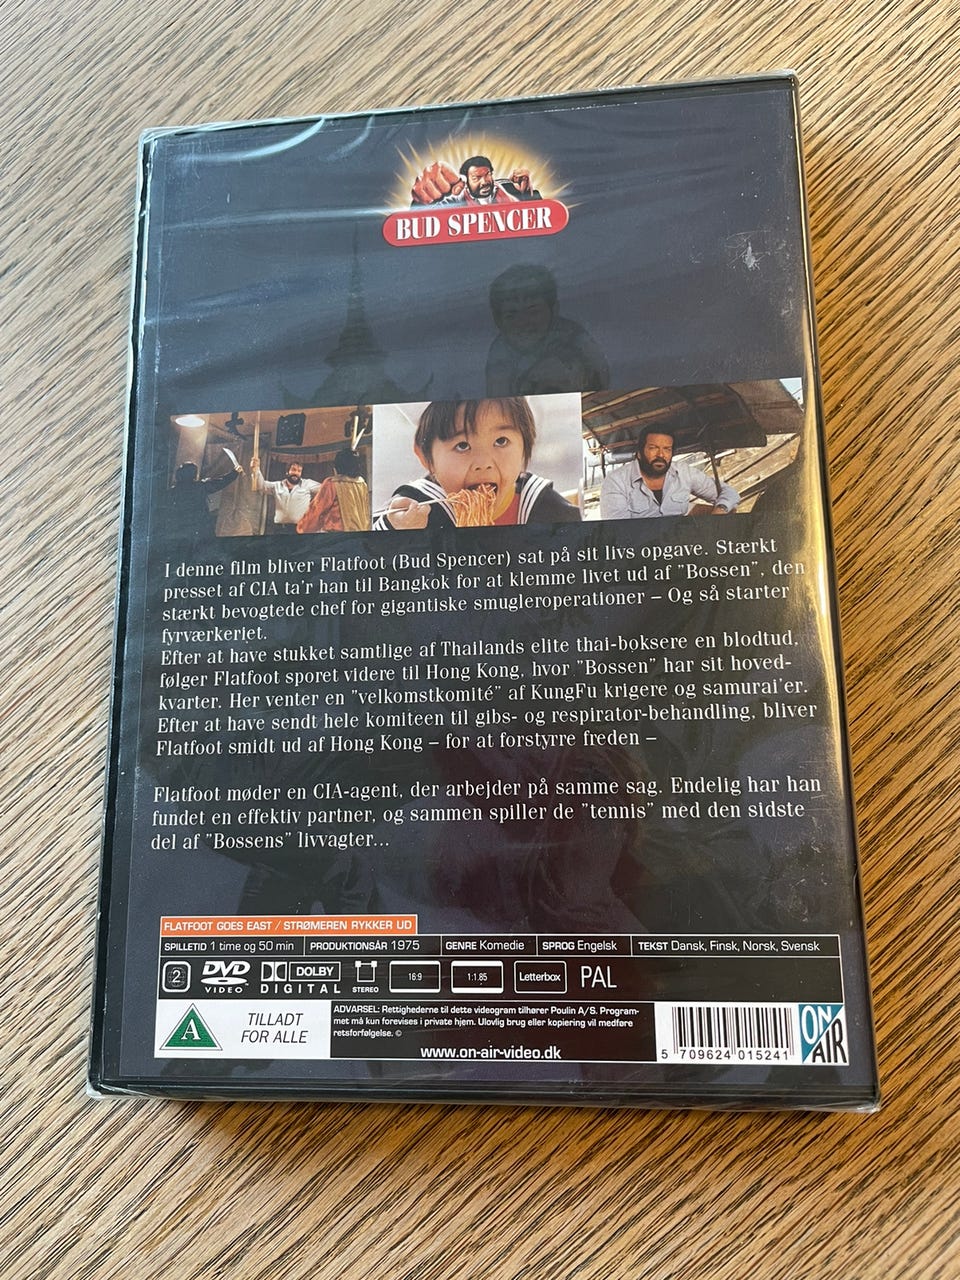 BUD SPENCER
I denne film bliver Flatfoot (Bud Spencer) sat på sit livs opgave. Stærkt
presset af CIA ta'r han til Bangkok for at klemme livet ud af "Bossen", den
stærkt bevogtede chef for gigantiske smugleroperationer – Og så starter
fyrværkeriet.
Efter at have stukket samtlige af Thailands elite thai-boksere en blodtud,
følger Flatfoot sporet videre til Hong Kong, hvor "Bossen" har sit hoved-
kvarter. Her venter en "velkomstkomité" af KungFu krigere og samurai'er.
Efter at have sendt hele komiteen til gibs- og respirator-behandling, bliver
Flatfoot smidt ud af Hong Kong – for at forstyrre freden –
Flatfoot møder en CIA-agent, der arbejder på samme sag. Endelig har han
fundet en effektiv partner, og sammen spiller de "tennis" med den sidste
del af "Bossens" livvagter...
FLATFOOT GOES EAST / STRØMEREN RYKKER UD
SPILLETID 1 time og 50 min PRODUKTIONSÅR 1975 GENRE Komedie SPROG Engelsk TEKST Dansk, Finsk, Norsk, Svensk
2 DVD VIDEO DOLBY DIGITAL STEREO 16:9 1:1.85 Letterbox PAL
A TILLADT FOR ALLE
ADVARSEL: Rettighederne til dette videogram tilhører Poulin A/S. Program-
met må kun forevises i private hjem. Ulovlig brug eller kopiering vil medføre
retsforfølgelse. ©
www.on-air-video.dk
5 709624 015241
ON AIR